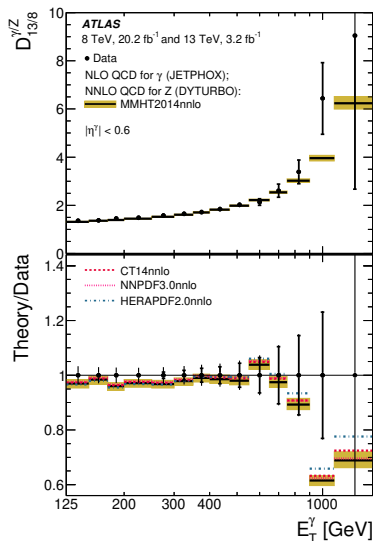 D^{γ/Z}_{13/8}
10
8
6
4
2
0
ATLAS
8 TeV, 20.2 fb⁻¹ and 13 TeV, 3.2 fb⁻¹
Data
NLO QCD for γ (JETPHOX);
NNLO QCD for Z (DYTURBO):
MMHT2014nnlo
|η^γ| < 0.6
Theory/Data
1.4
1.2
1
0.8
0.6
CT14nnlo
NNPDF3.0nnlo
HERAPDF2.0nnlo
125 200 300 400 1000
E_T^γ [GeV]